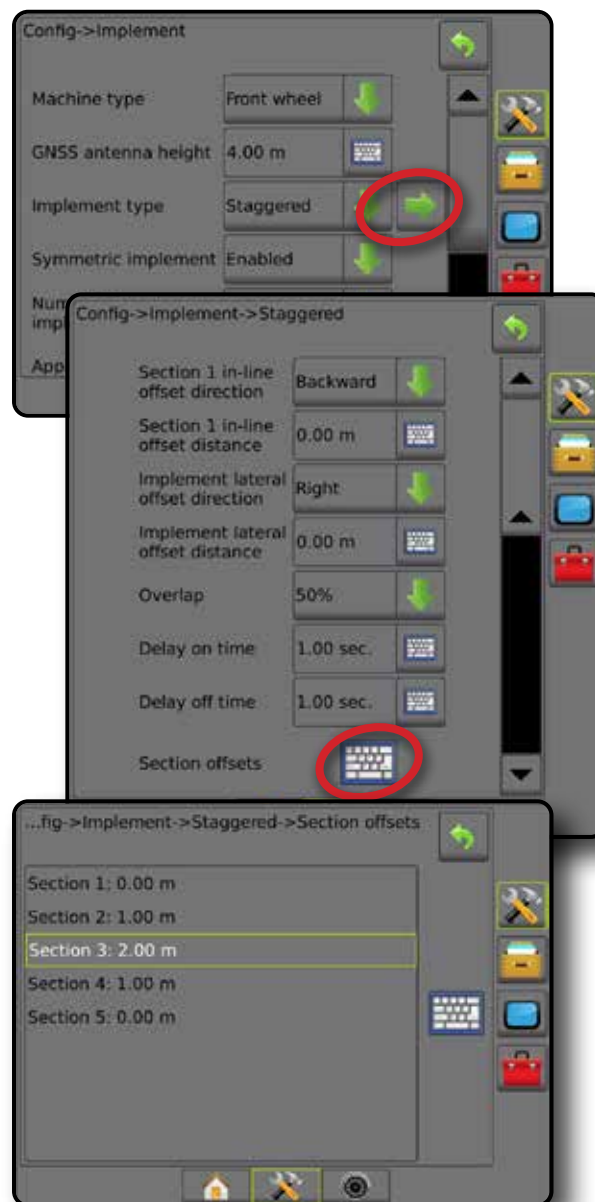 Config->Implement
Machine type Front wheel
GNSS antenna height 4.00 m
Implement type Staggered
Symmetric implement Enabled
Num
imp
App
Config->Implement->Staggered
Section 1 in-line
offset direction Backward
Section 1 in-line
offset distance 0.00 m
Implement lateral
offset direction Right
Implement lateral
offset distance 0.00 m
Overlap 50%
Delay on time 1.00 sec.
Delay off time 1.00 sec.
Section offsets
...fig->Implement->Staggered->Section offsets
Section 1: 0.00 m
Section 2: 1.00 m
Section 3: 2.00 m
Section 4: 1.00 m
Section 5: 0.00 m